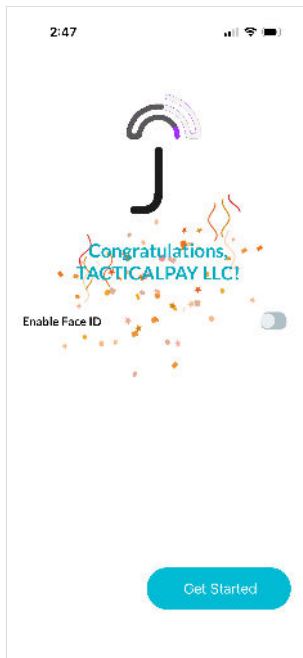 2:47
Congratulations,
TACTICALPAY LLC!
Enable Face ID
Get Started